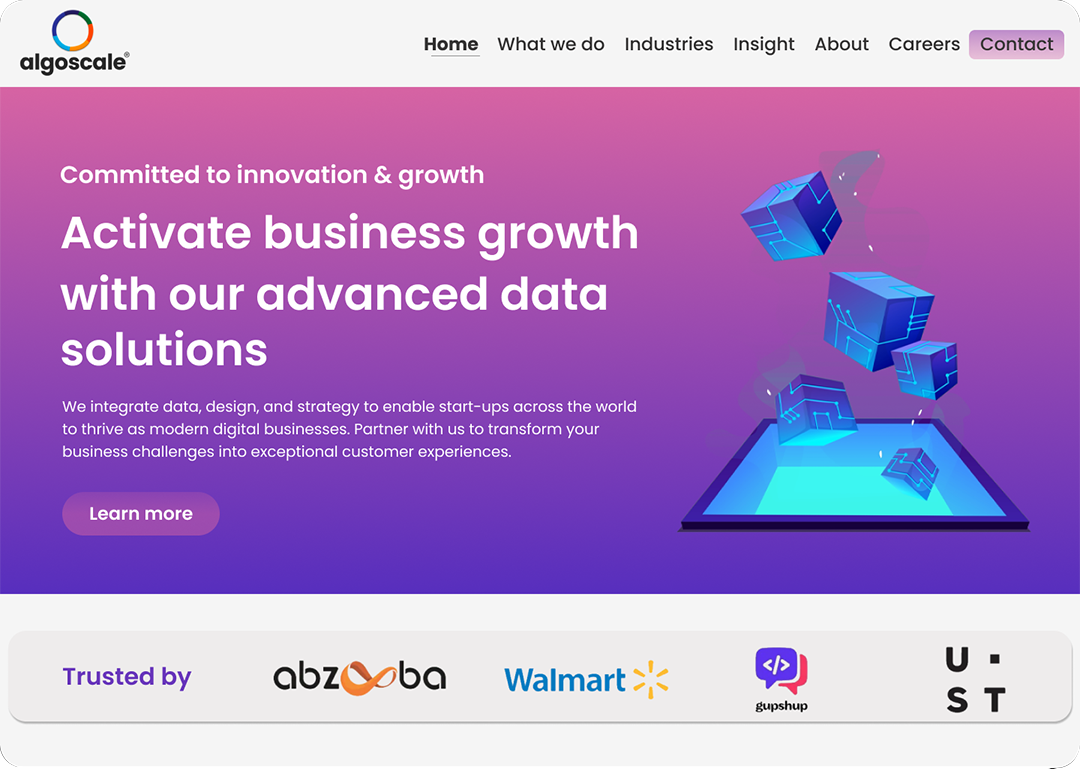 algoscale®
Home What we do Industries Insight About Careers Contact
Committed to innovation & growth
Activate business growth
with our advanced data
solutions
We integrate data, design, and strategy to enable start-ups across the world
to thrive as modern digital businesses. Partner with us to transform your
business challenges into exceptional customer experiences.
Learn more
Trusted by
abzooba
Walmart
</> gupshup
U ·
S T